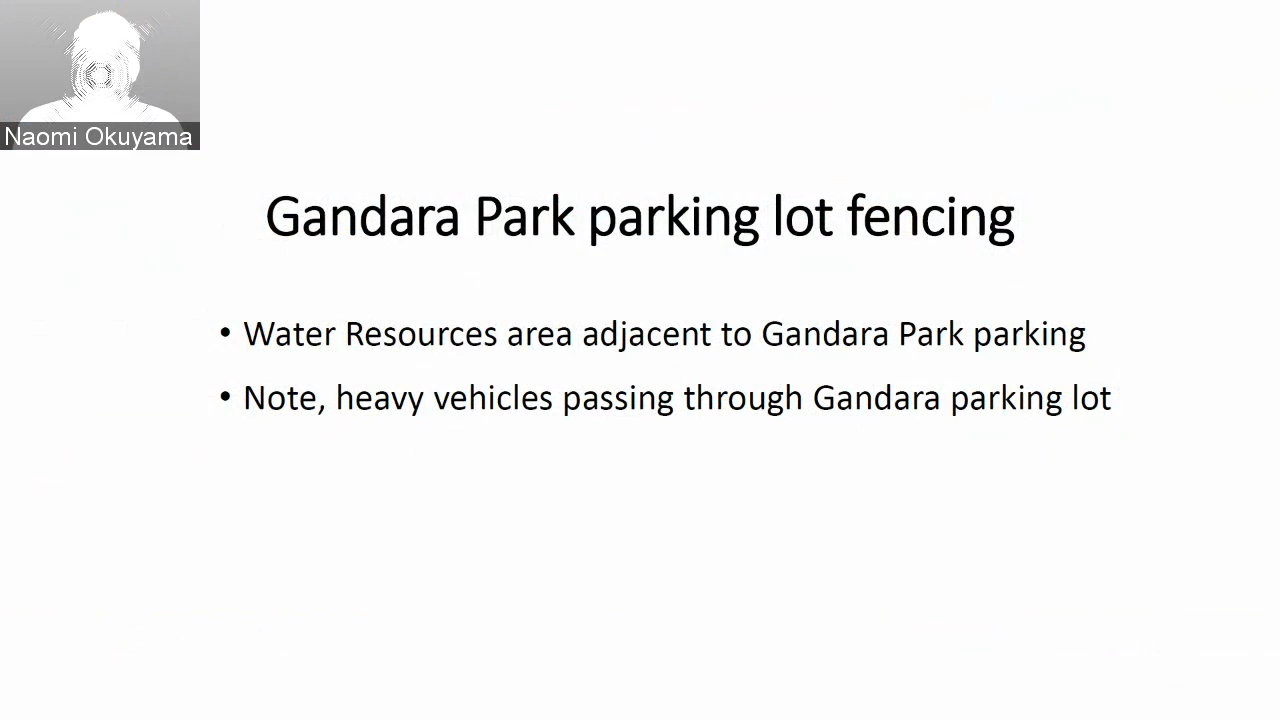 Naomi Okuyama
Gandara Park parking lot fencing
• Water Resources area adjacent to Gandara Park parking
• Note, heavy vehicles passing through Gandara parking lot